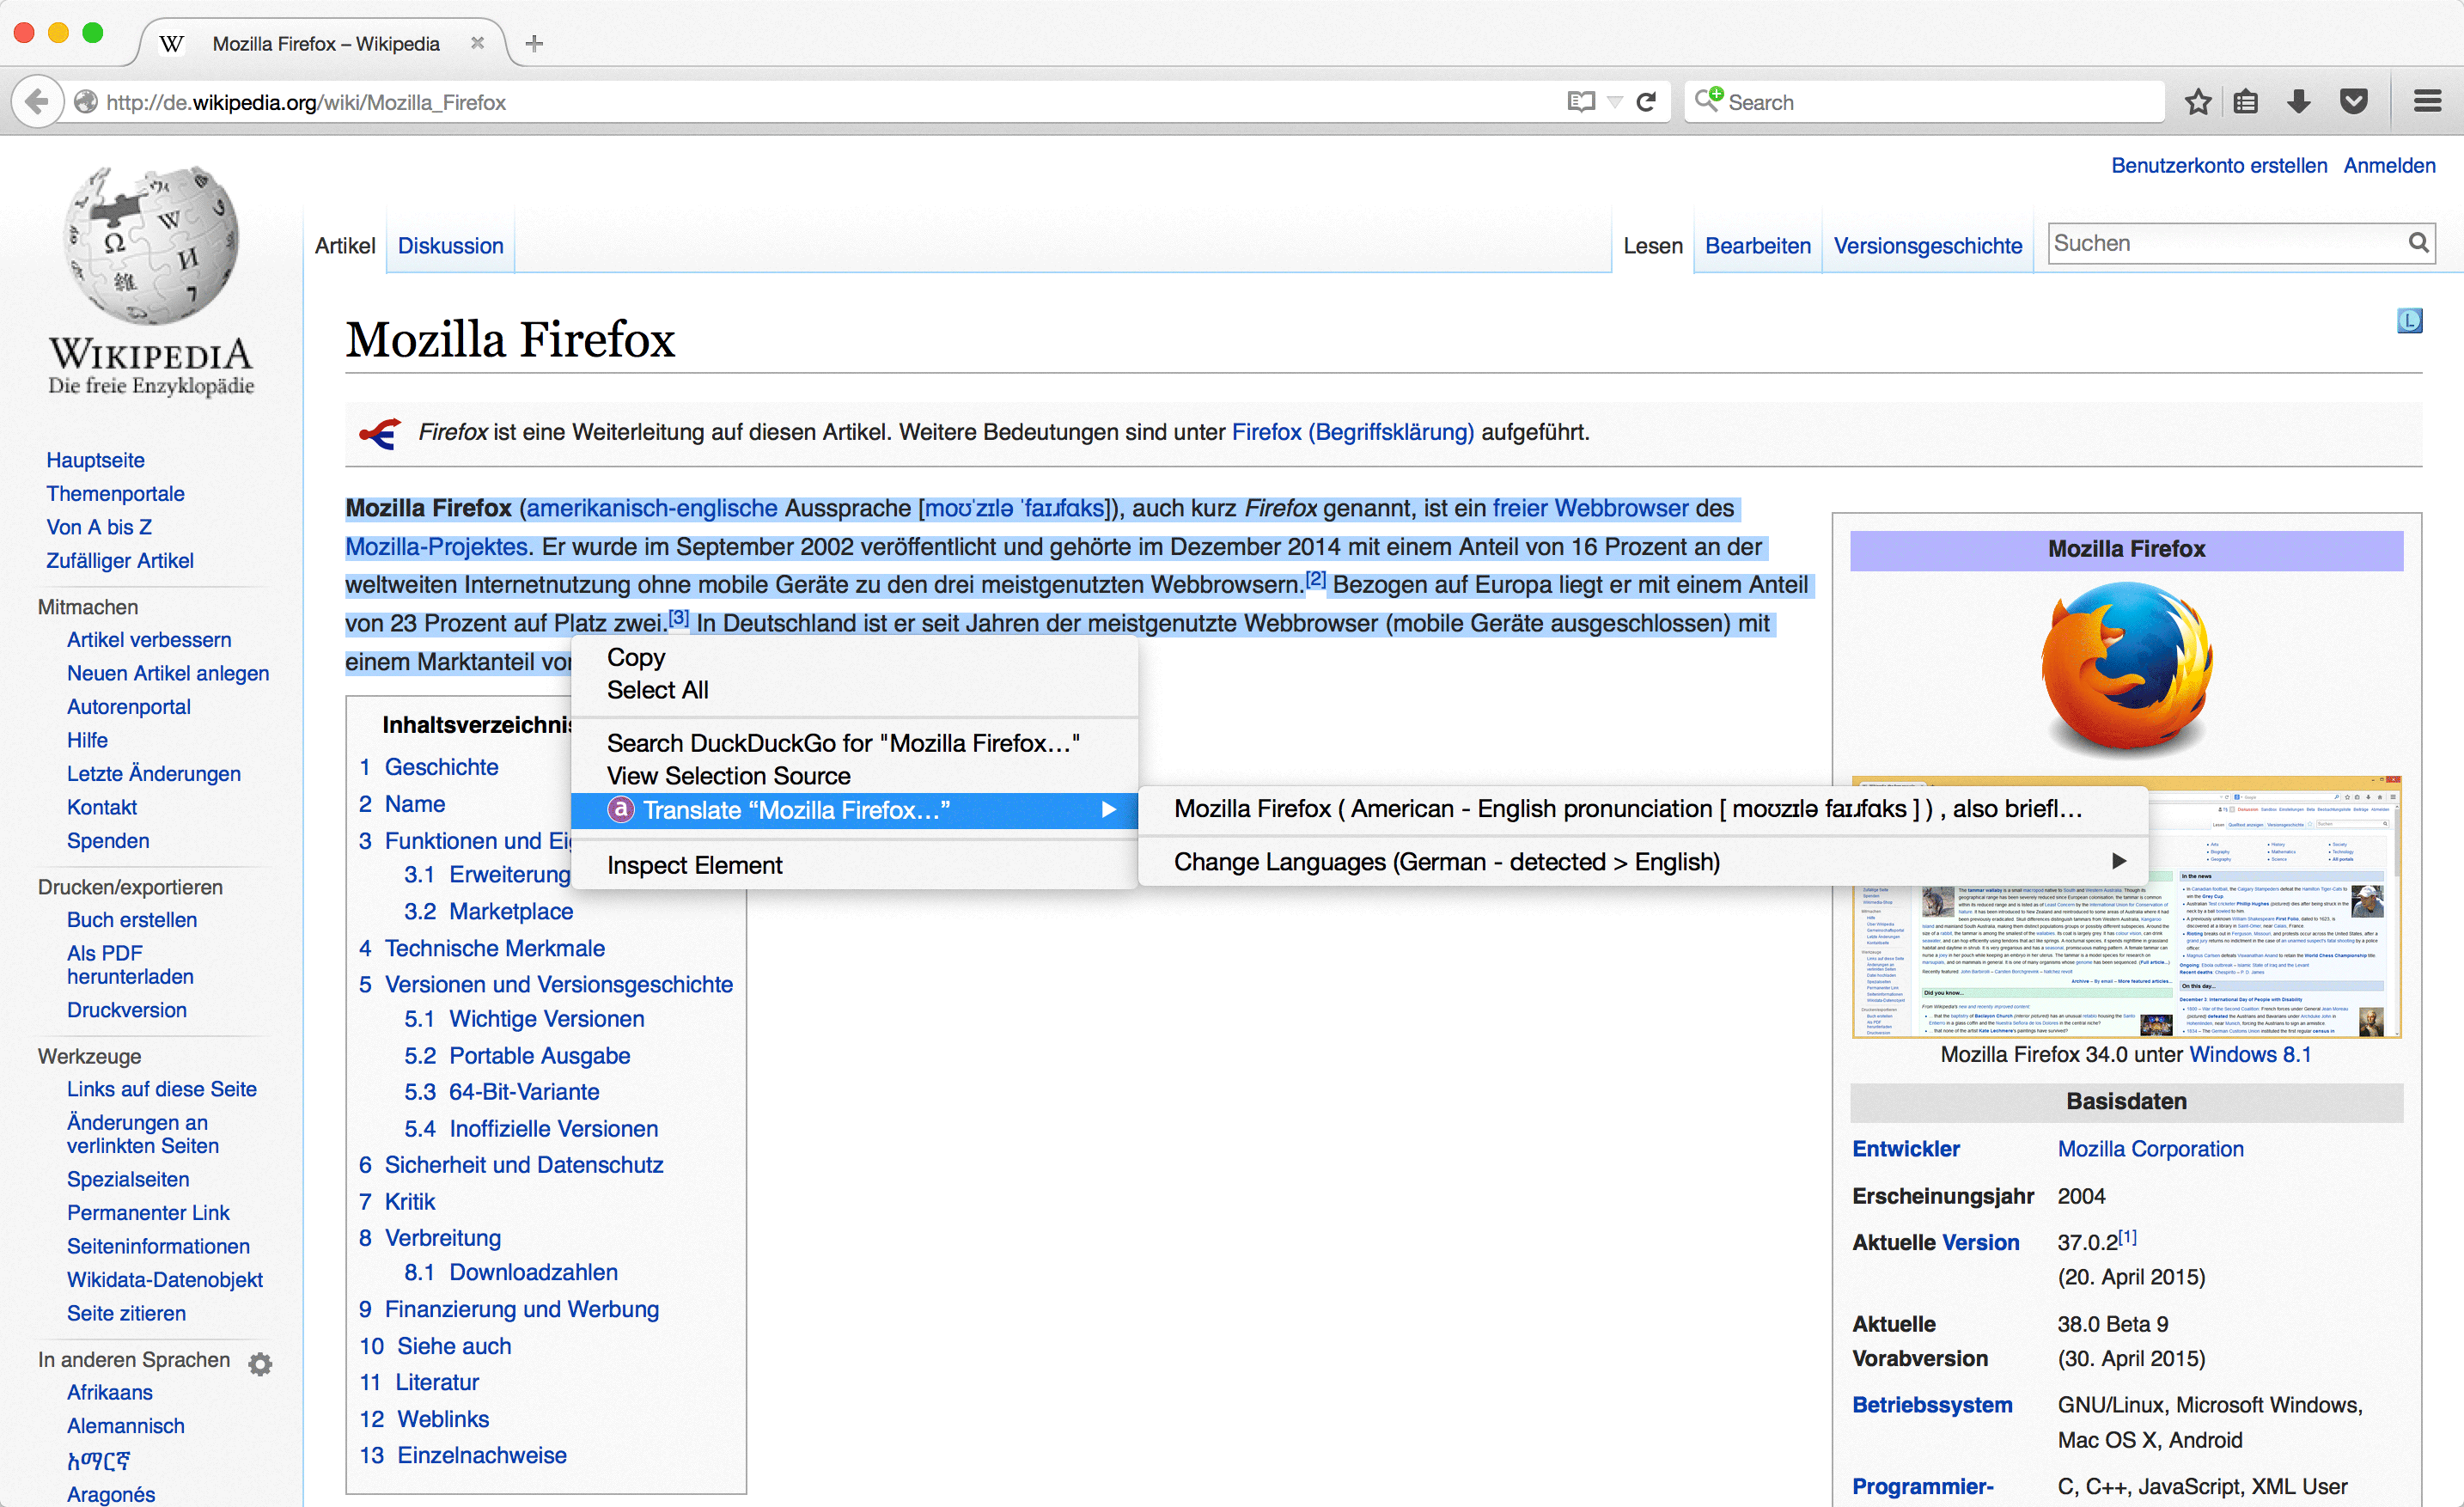 Mozilla Firefox – Wikipedia
http://de.wikipedia.org/wiki/Mozilla_Firefox
Search
Benutzerkonto erstellen Anmelden
Artikel Diskussion
Lesen Bearbeiten Versionsgeschichte
Suchen
WIKIPEDIA
Die freie Enzyklopädie
Hauptseite
Themenportale
Von A bis Z
Zufälliger Artikel
Mitmachen
Artikel verbessern
Neuen Artikel anlegen
Autorenportal
Hilfe
Letzte Änderungen
Kontakt
Spenden
Drucken/exportieren
Buch erstellen
Als PDF
herunterladen
Druckversion
Werkzeuge
Links auf diese Seite
Änderungen an
verlinkten Seiten
Spezialseiten
Permanenter Link
Seiteninformationen
Wikidata-Datenobjekt
Seite zitieren
In anderen Sprachen
Afrikaans
Alemannisch
አማርኛ
Aragonés
Mozilla Firefox
Firefox ist eine Weiterleitung auf diesen Artikel. Weitere Bedeutungen sind unter Firefox (Begriffsklärung) aufgeführt.
Mozilla Firefox (amerikanisch-englische Aussprache [moʊˈzɪlə ˈfaɪɹfɑks]), auch kurz Firefox genannt, ist ein freier Webbrowser des
Mozilla-Projektes. Er wurde im September 2002 veröffentlicht und gehörte im Dezember 2014 mit einem Anteil von 16 Prozent an der
weltweiten Internetnutzung ohne mobile Geräte zu den drei meistgenutzten Webbrowsern.[2] Bezogen auf Europa liegt er mit einem Anteil
von 23 Prozent auf Platz zwei.[3] In Deutschland ist er seit Jahren der meistgenutzte Webbrowser (mobile Geräte ausgeschlossen) mit
einem Marktanteil vor
Copy
Select All
Search DuckDuckGo for "Mozilla Firefox…"
View Selection Source
a Translate “Mozilla Firefox…”
Inspect Element
Mozilla Firefox ( American - English pronunciation [ moʊzɪlə faɪɹfɑks ] ) , also briefl…
Change Languages (German - detected > English)
Inhaltsverzeichnis
1 Geschichte
2 Name
3 Funktionen und Eig
3.1 Erweiterung
3.2 Marketplace
4 Technische Merkmale
5 Versionen und Versionsgeschichte
5.1 Wichtige Versionen
5.2 Portable Ausgabe
5.3 64-Bit-Variante
5.4 Inoffizielle Versionen
6 Sicherheit und Datenschutz
7 Kritik
8 Verbreitung
8.1 Downloadzahlen
9 Finanzierung und Werbung
10 Siehe auch
11 Literatur
12 Weblinks
13 Einzelnachweise
Mozilla Firefox
Mozilla Firefox 34.0 unter Windows 8.1
Basisdaten
Entwickler Mozilla Corporation
Erscheinungsjahr 2004
Aktuelle Version 37.0.2[1]
(20. April 2015)
Aktuelle 38.0 Beta 9
Vorabversion (30. April 2015)
Betriebssystem GNU/Linux, Microsoft Windows,
Mac OS X, Android
Programmier- C, C++, JavaScript, XML User